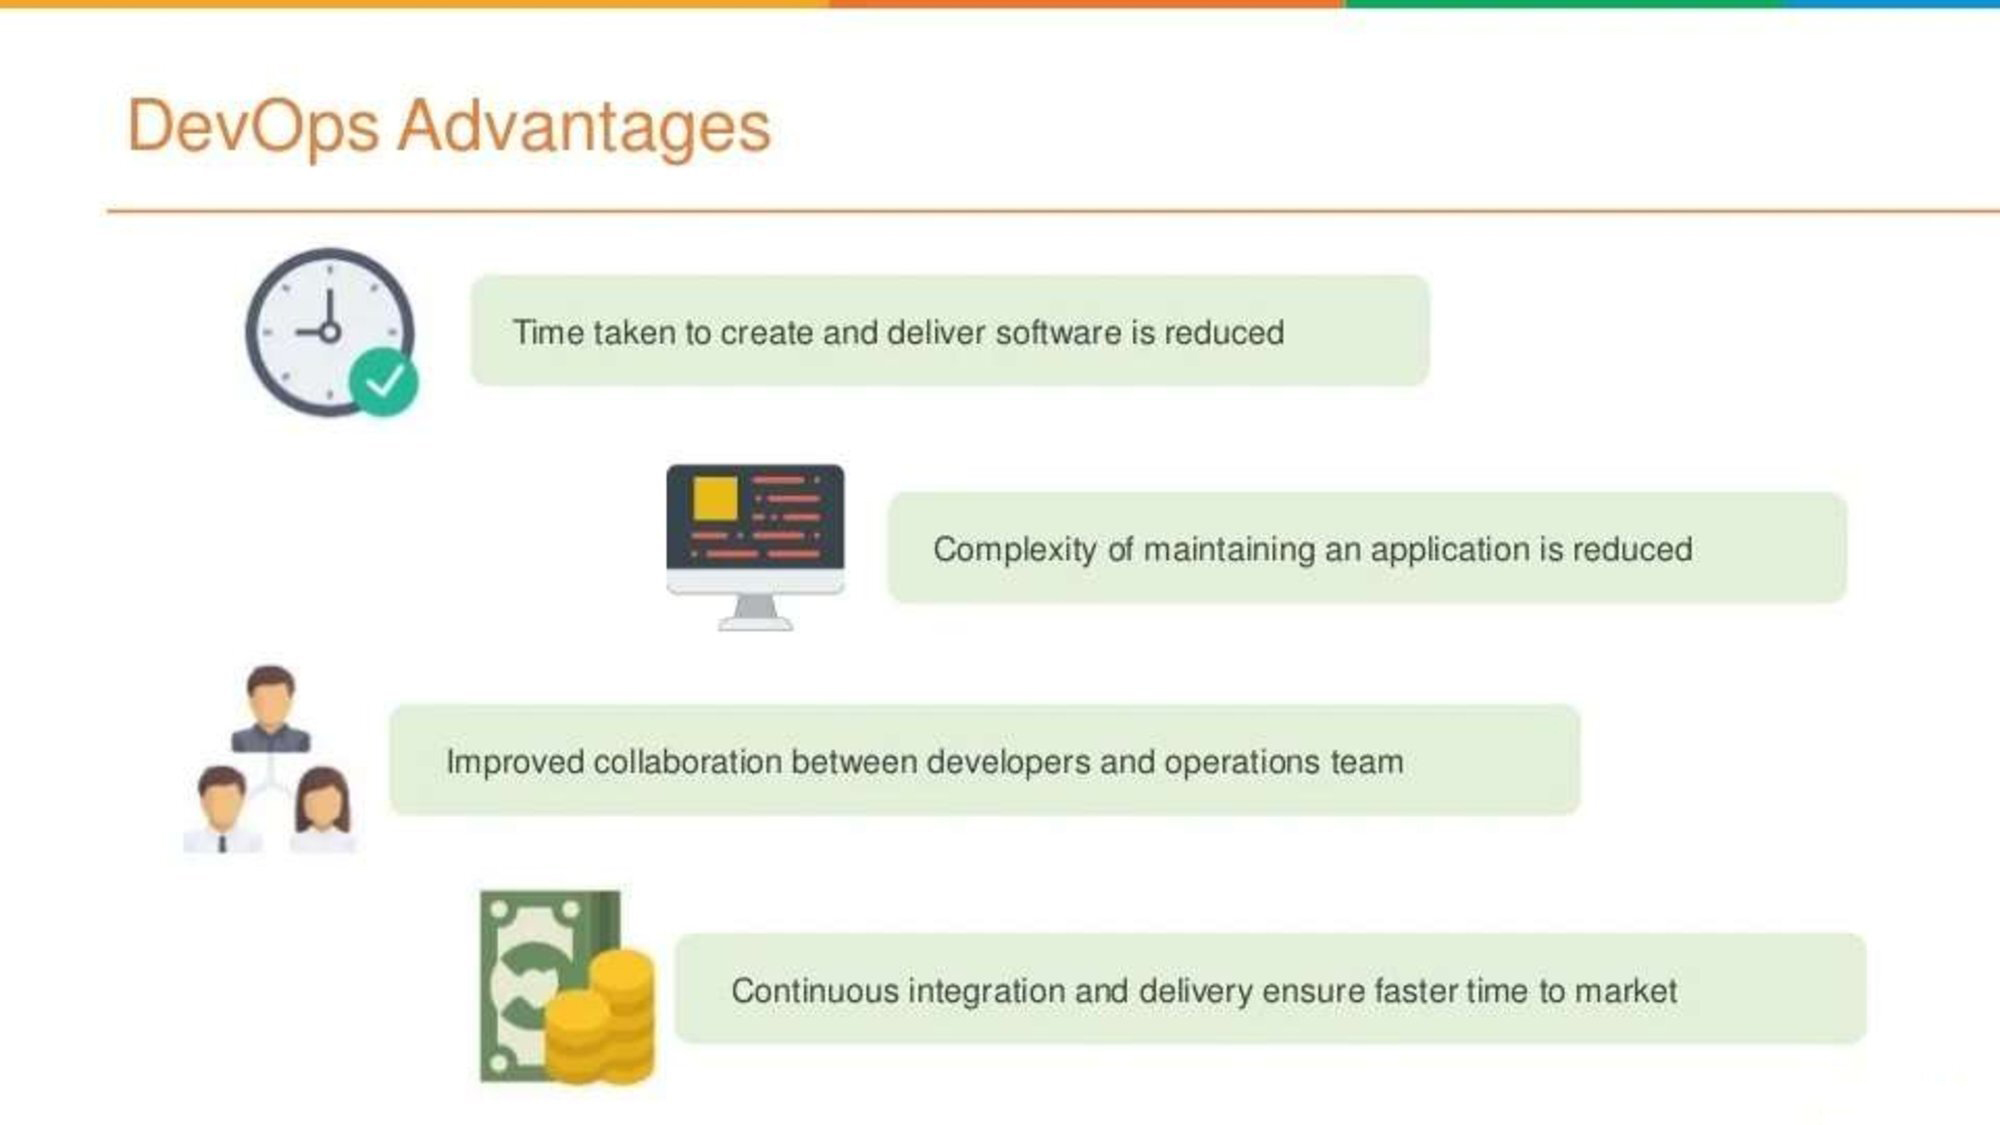 DevOps Advantages
Time taken to create and deliver software is reduced
Complexity of maintaining an application is reduced
Improved collaboration between developers and operations team
Continuous integration and delivery ensure faster time to market